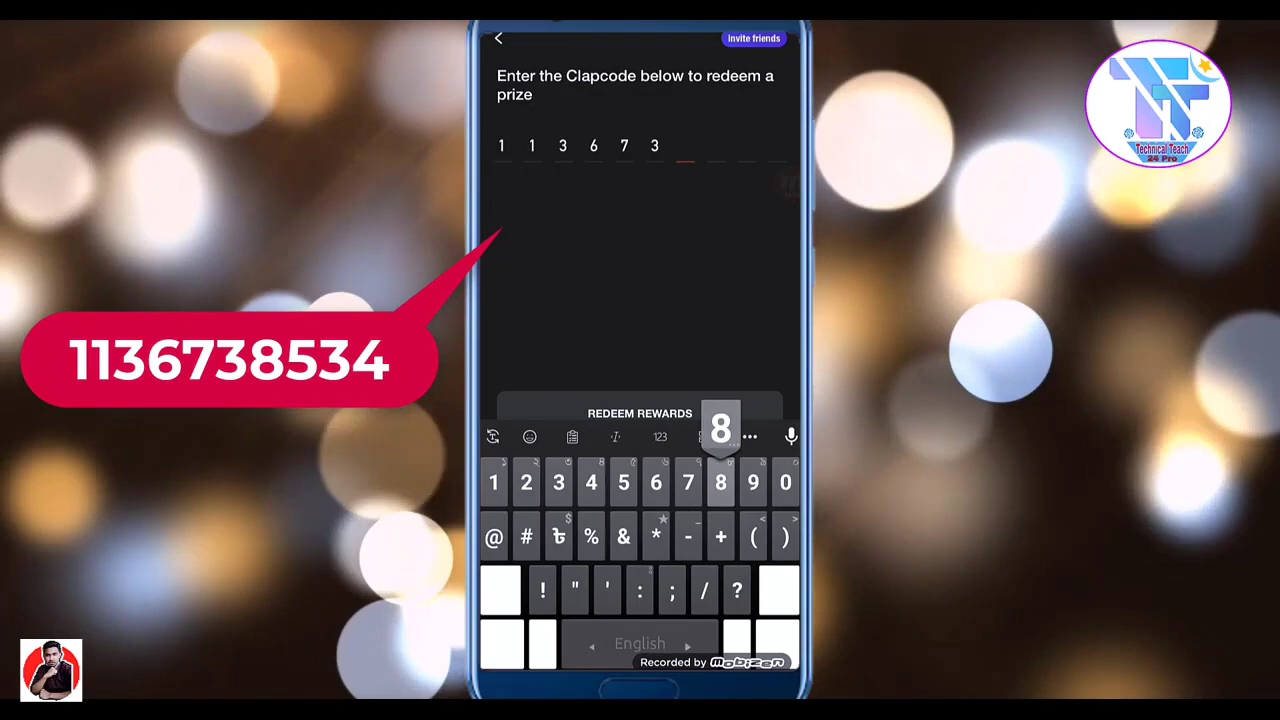 Invite friends
Enter the Clapcode below to redeem a
prize
1 1 3 6 7 3
1136738534
Technical Teach
24 Pro
REDEEM REWARDS
8
123
1 2 3 4 5 6 7 8 9 0
@ # ৳ % & * - + ( )
! " ' : ; / ?
English
Recorded by mobizen